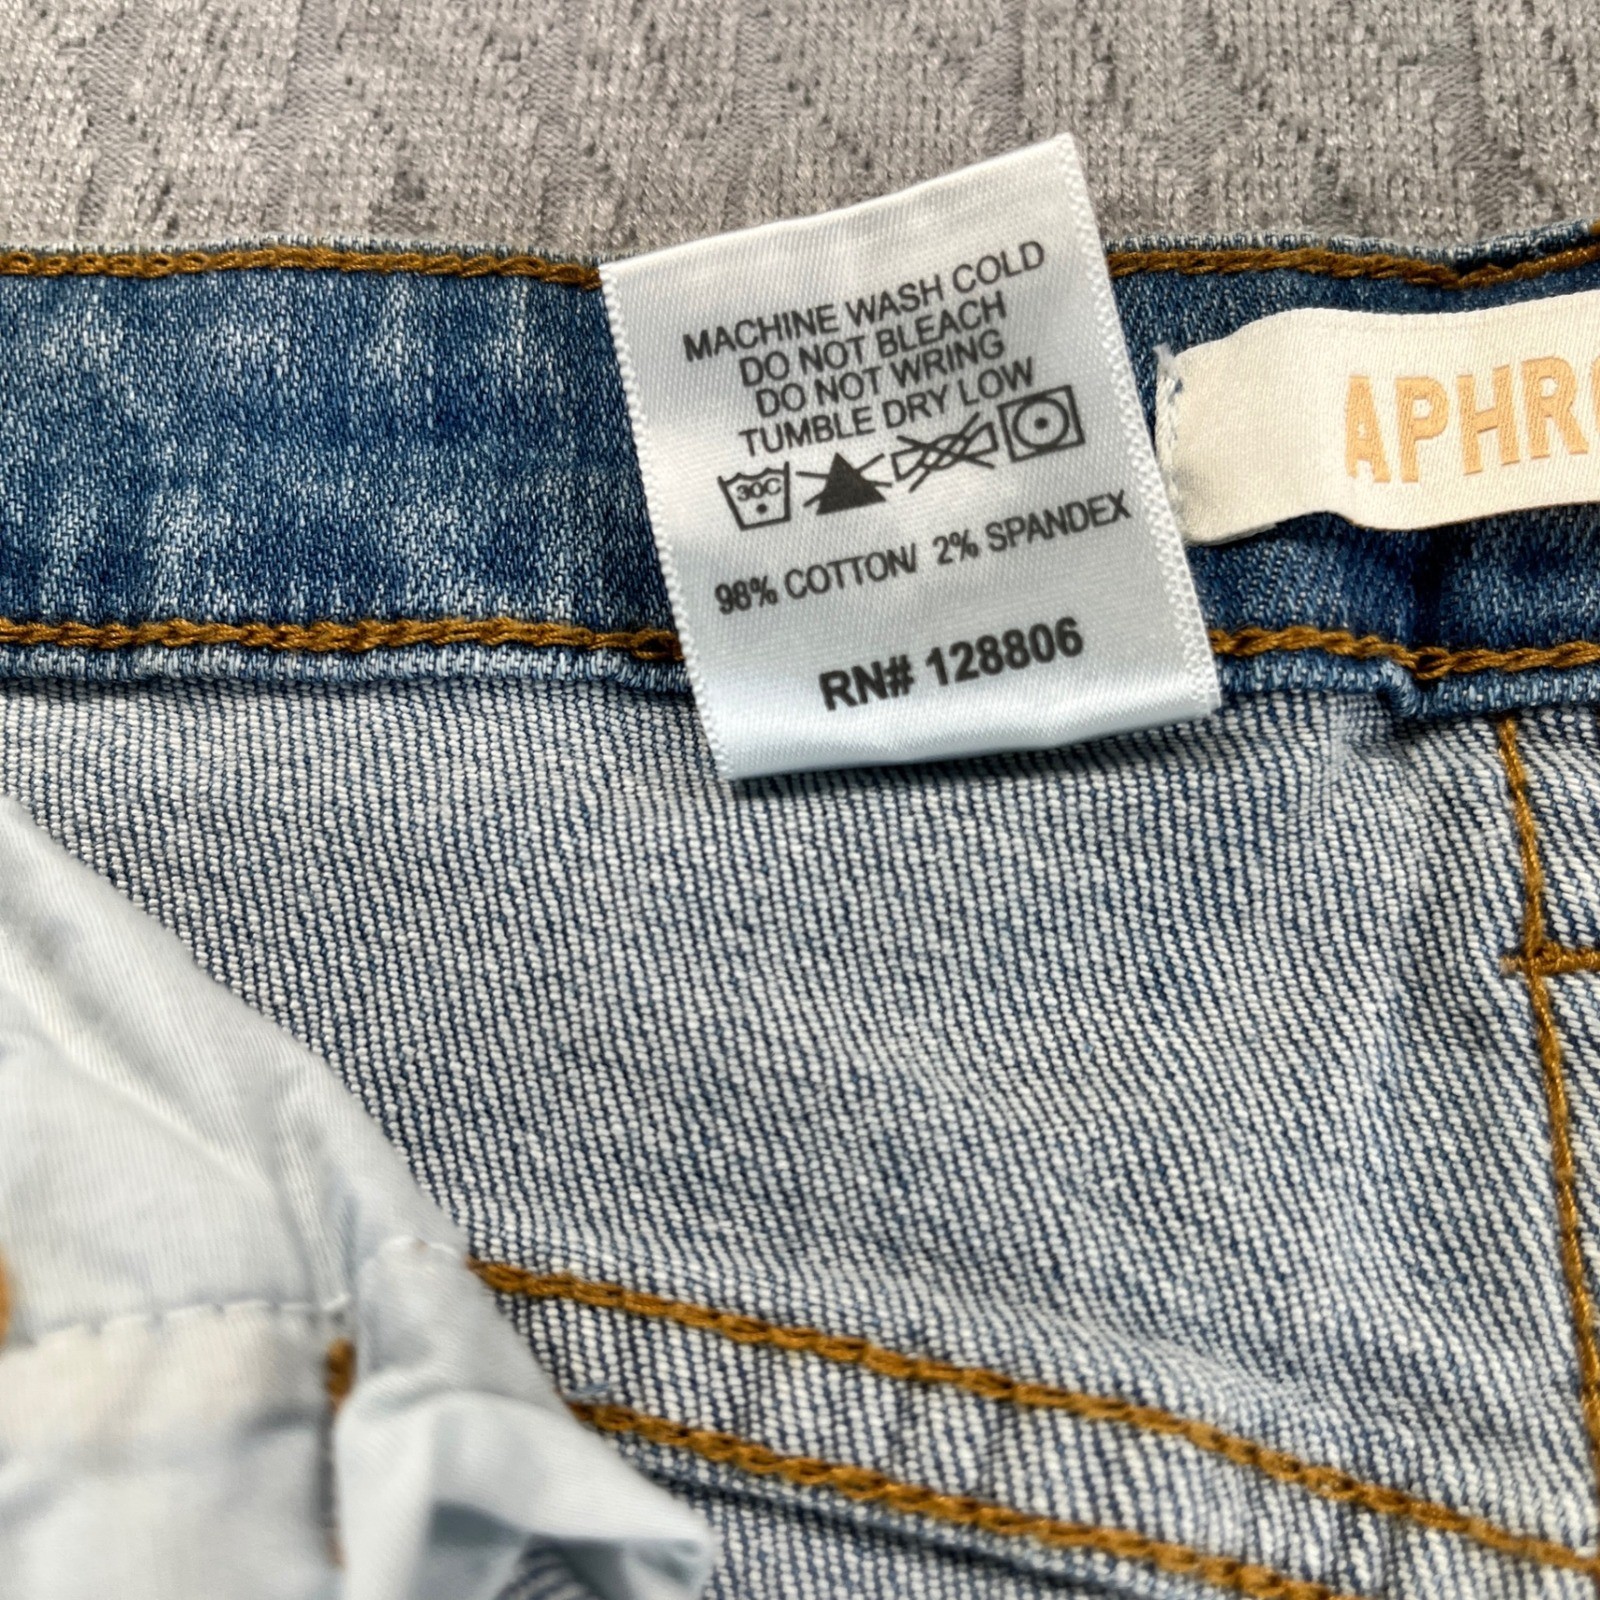 MACHINE WASH COLD
DO NOT BLEACH
DO NOT WRING
TUMBLE DRY LOW
30C
98% COTTON/ 2% SPANDEX
RN# 128806
APHR